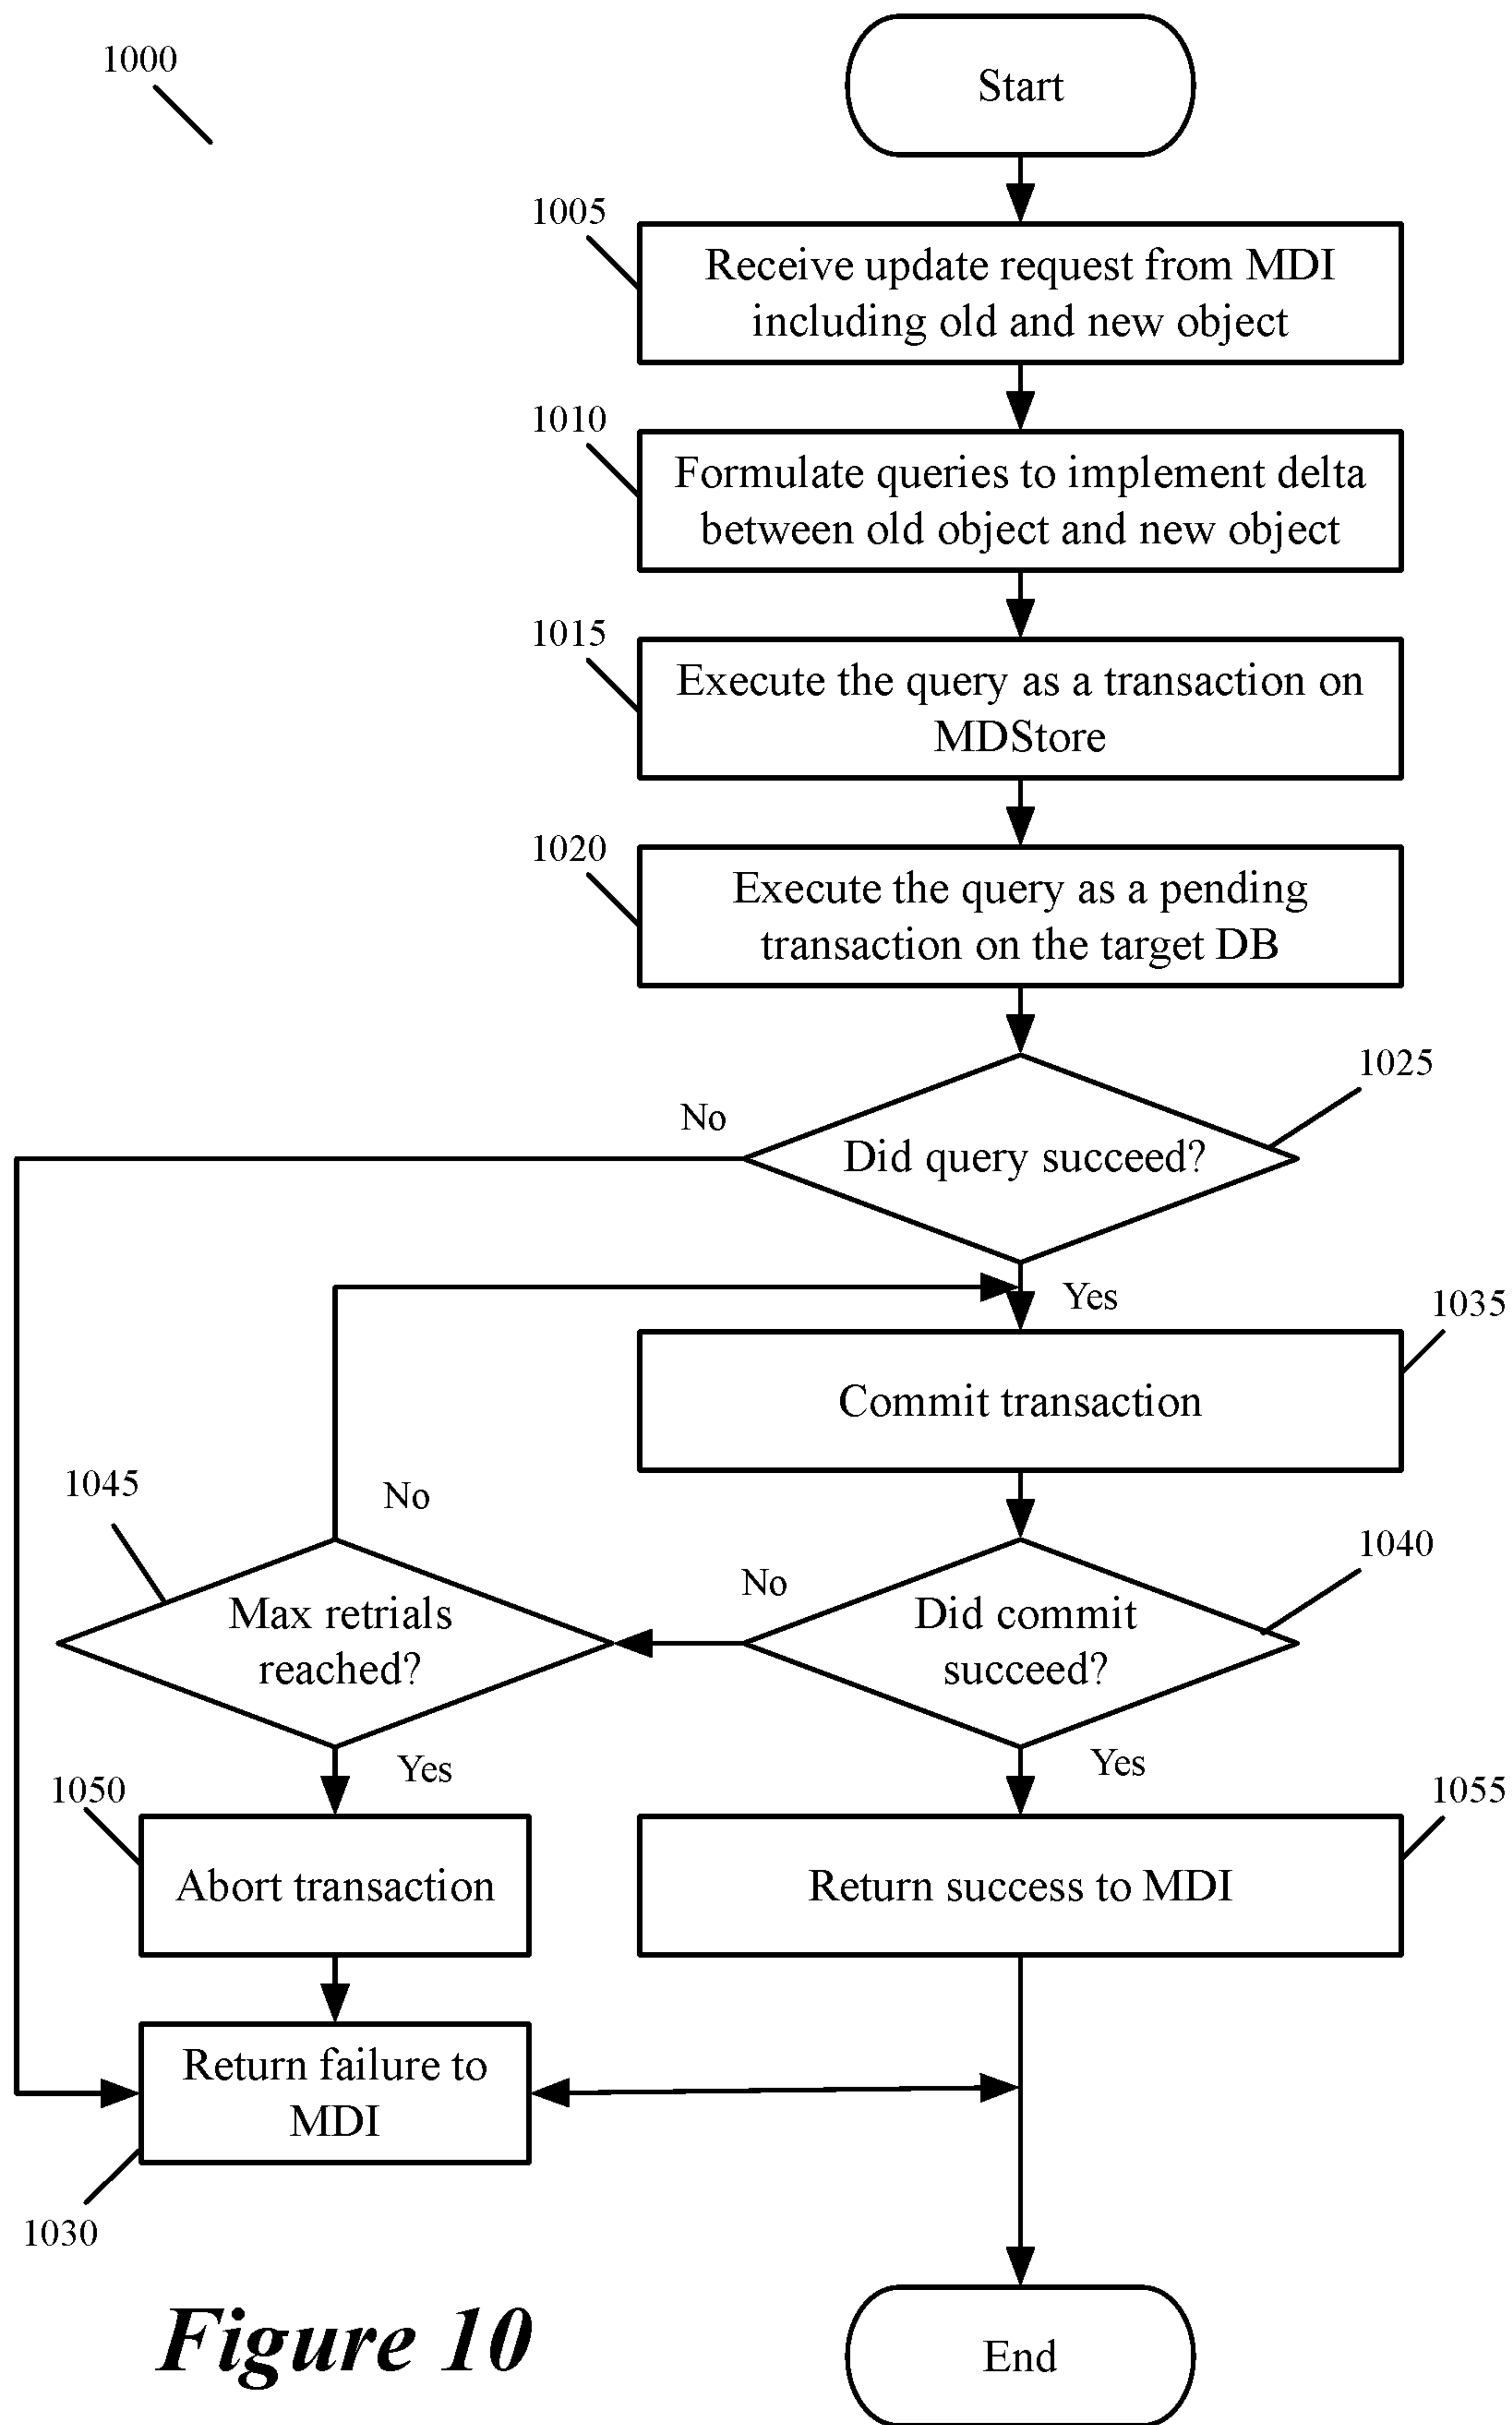 1000
Start
1005
Receive update request from MDI
including old and new object
1010
Formulate queries to implement delta
between old object and new object
1015
Execute the query as a transaction on
MDStore
1020
Execute the query as a pending
transaction on the target DB
1025
No
Did query succeed?
Yes
1035
Commit transaction
1045
No
1040
No
Max retrials
reached?
Did commit
succeed?
Yes
Yes
1050
1055
Abort transaction
Return success to MDI
Return failure to
MDI
1030
Figure 10
End